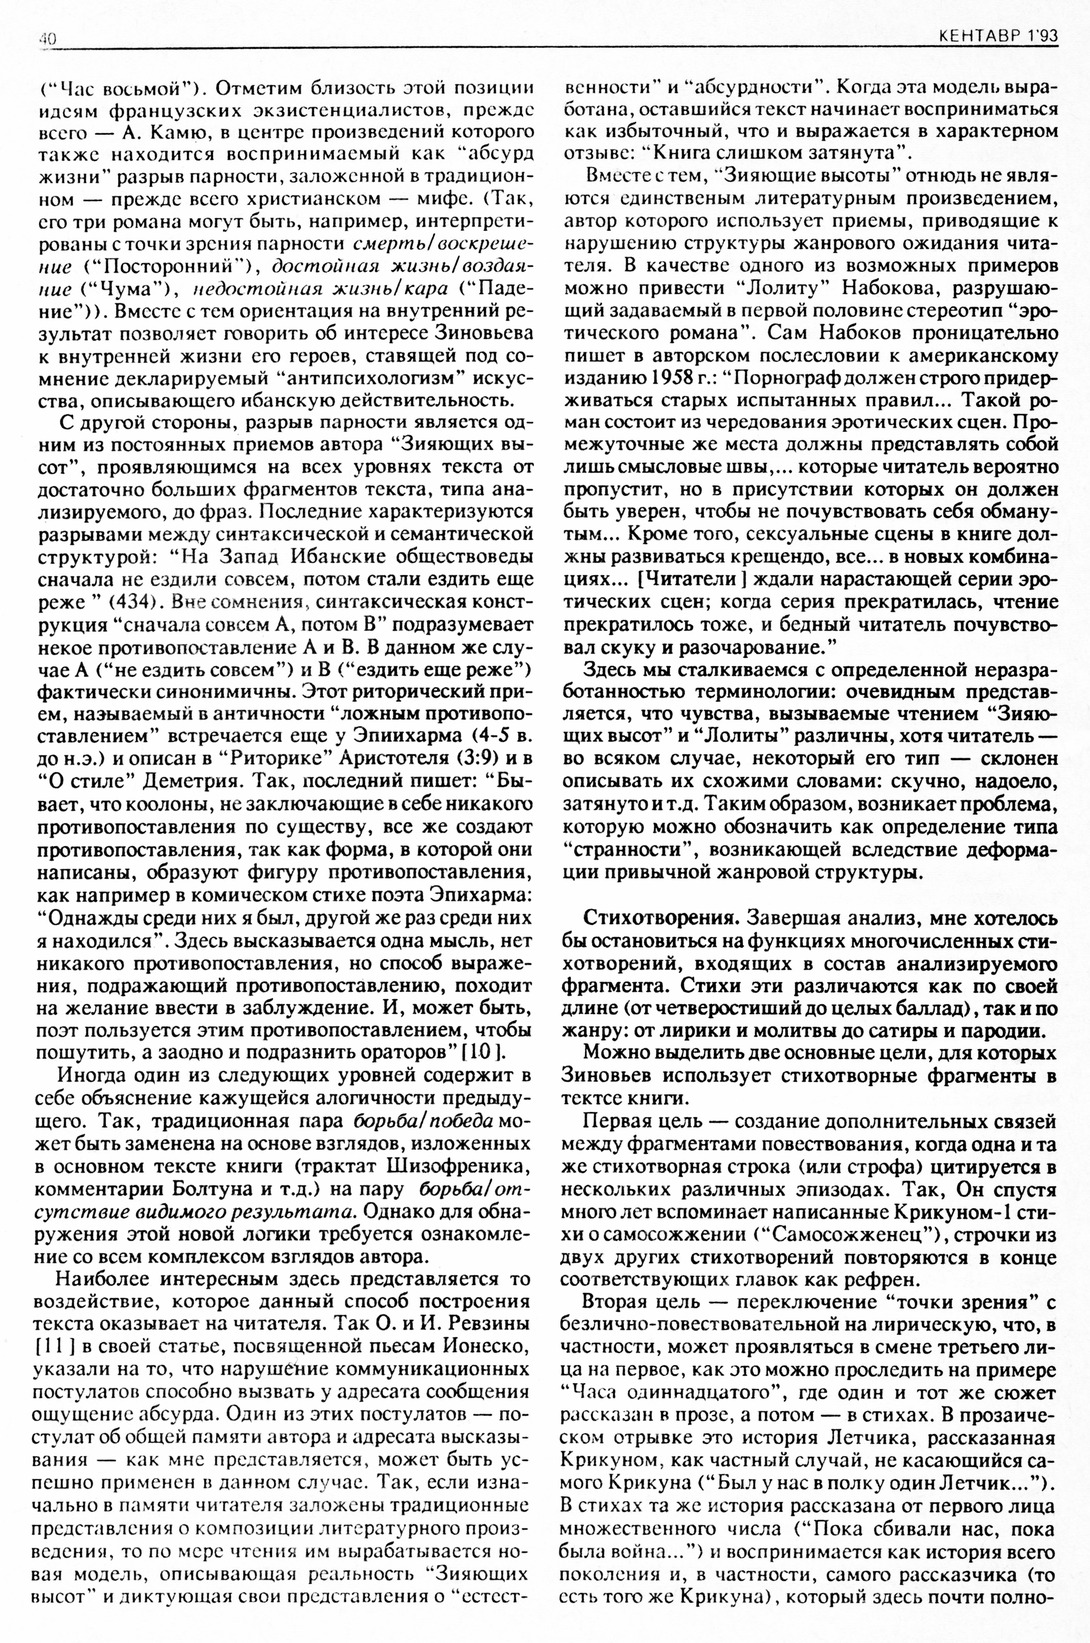 40
КЕНТАВР 1'93
(“Час восьмой”). Отметим близость этой позиции
идеям французских экзистенциалистов, прежде
всего — А. Камю, в центре произведений которого
также находится воспринимаемый как “абсурд
жизни” разрыв парности, заложенной в традицион-
ном — прежде всего христианском — мифе. (Так,
его три романа могут быть, например, интерпрети-
рованы с точки зрения парности смерть/воскреше-
ние (“Посторонний”), достойная жизнь/воздая-
ние (“Чума”), недостойная жизнь/кара (“Паде-
ние”)). Вместе с тем ориентация на внутренний ре-
зультат позволяет говорить об интересе Зиновьева
к внутренней жизни его героев, ставящей под со-
мнение декларируемый “антипсихологизм” искус-
ства, описывающего ибанскую действительность.
С другой стороны, разрыв парности является од-
ним из постоянных приемов автора “Зияющих вы-
сот”, проявляющимся на всех уровнях текста от
достаточно больших фрагментов текста, типа ана-
лизируемого, до фраз. Последние характеризуются
разрывами между синтаксической и семантической
структурой: “На Запад Ибанские обществоведы
сначала не ездили совсем, потом стали ездить еще
реже ” (434). Вне сомнения, синтаксическая конст-
рукция “сначала совсем А, потом В” подразумевает
некое противопоставление А и В. В данном же слу-
чае А (“не ездить совсем”) и В (“ездить еще реже”)
фактически синонимичны. Этот риторический при-
ем, называемый в античности “ложным противопо-
ставлением” встречается еще у Эпиихарма (4-5 в.
до н.э.) и описан в “Риторике” Аристотеля (3:9) и в
“О стиле” Деметрия. Так, последний пишет: “Бы-
вает, что коолоны, не заключающие в себе никакого
противопоставления по существу, все же создают
противопоставления, так как форма, в которой они
написаны, образуют фигуру противопоставления,
как например в комическом стихе поэта Эпихарма:
“Однажды среди них я был, другой же раз среди них
я находился”. Здесь высказывается одна мысль, нет
никакого противопоставления, но способ выраже-
ния, подражающий противопоставлению, походит
на желание ввести в заблуждение. И, может быть,
поэт пользуется этим противопоставлением, чтобы
пошутить, а заодно и подразнить ораторов” [10 ].
Иногда один из следующих уровней содержит в
себе объяснение кажущейся алогичности предыду-
щего. Так, традиционная пара борьба/победа мо-
жет быть заменена на основе взглядов, изложенных
в основном тексте книги (трактат Шизофреника,
комментарии Болтуна и т.д.) на пару борьба/от-
сутствие видимого результата. Однако для обна-
ружения этой новой логики требуется ознакомле-
ние со всем комплексом взглядов автора.
Наиболее интересным здесь представляется то
воздействие, которое данный способ построения
текста оказывает на читателя. Так О. и И. Ревзины
[11 ] в своей статье, посвященной пьесам Ионеско,
указали на то, что нарушение коммуникационных
постулатов способно вызвать у адресата сообщения
ощущение абсурда. Один из этих постулатов — по-
стулат об общей памяти автора и адресата высказы-
вания — как мне представляется, может быть ус-
пешно применен в данном случае. Так, если изна-
чально в памяти читателя заложены традиционные
представления о композиции литературного произ-
ведения, то по мере чтения им вырабатывается но-
вая модель, описывающая реальность “Зияющих
высот” и диктующая свои представления о “естест-
венности” и “абсурдности”. Когда эта модель выра-
ботана, оставшийся текст начинает восприниматься
как избыточный, что и выражается в характерном
отзыве: “Книга слишком затянута”.
Вместе с тем, “Зияющие высоты” отнюдь не явля-
ются единственым литературным произведением,
автор которого использует приемы, приводящие к
нарушению структуры жанрового ожидания чита-
теля. В качестве одного из возможных примеров
можно привести “Лолиту” Набокова, разрушаю-
щий задаваемый в первой половине стереотип “эро-
тического романа”. Сам Набоков проницательно
пишет в авторском послесловии к американскому
изданию 1958 г.: “Порнограф должен строго придер-
живаться старых испытанных правил... Такой ро-
ман состоит из чередования эротических сцен. Про-
межуточные же места должны представлять собой
лишь смысловые швы,... которые читатель вероятно
пропустит, но в присутствии которых он должен
быть уверен, чтобы не почувствовать себя обману-
тым... Кроме того, сексуальные сцены в книге дол-
жны развиваться крещендо, все... в новых комбина-
циях... [Читатели ] ждали нарастающей серии эро-
тических сцен; когда серия прекратилась, чтение
прекратилось тоже, и бедный читатель почувство-
вал скуку и разочарование.”
Здесь мы сталкиваемся с определенной неразра-
ботанностью терминологии: очевидным представ-
ляется, что чувства, вызываемые чтением “Зияю-
щих высот” и “Лолиты” различны, хотя читатель —
во всяком случае, некоторый его тип — склонен
описывать их схожими словами: скучно, надоело,
затянуто и т.д. Таким образом, возникает проблема,
которую можно обозначить как определение типа
“странности”, возникающей вследствие деформа-
ции привычной жанровой структуры.
Стихотворения. Завершая анализ, мне хотелось
бы остановиться на функциях многочисленных сти-
хотворений, входящих в состав анализируемого
фрагмента. Стихи эти различаются как по своей
длине (от четверостиший до целых баллад), так и по
жанру: от лирики и молитвы до сатиры и пародии.
Можно выделить две основные цели, для которых
Зиновьев использует стихотворные фрагменты в
тектсе книги.
Первая цель — создание дополнительных связей
между фрагментами повествования, когда одна и та
же стихотворная строка (или строфа) цитируется в
нескольких различных эпизодах. Так, Он спустя
много лет вспоминает написанные Крикуном-1 сти-
хи о самосожжении (“Самосожженец”), строчки из
двух других стихотворений повторяются в конце
соответствующих главок как рефрен.
Вторая цель — переключение “точки зрения” с
безлично-повествовательной на лирическую, что, в
частности, может проявляться в смене третьего ли-
ца на первое, как это можно проследить на примере
“Часа одиннадцатого”, где один и тот же сюжет
рассказан в прозе, а потом — в стихах. В прозаиче-
ском отрывке это история Летчика, рассказанная
Крикуном, как частный случай, не касающийся са-
мого Крикуна (“Был у нас в полку один Летчик...”).
В стихах та же история рассказана от первого лица
множественного числа (“Пока сбивали нас, пока
была война...”) и воспринимается как история всего
поколения и, в частности, самого рассказчика (то
есть того же Крикуна), который здесь почти полно-